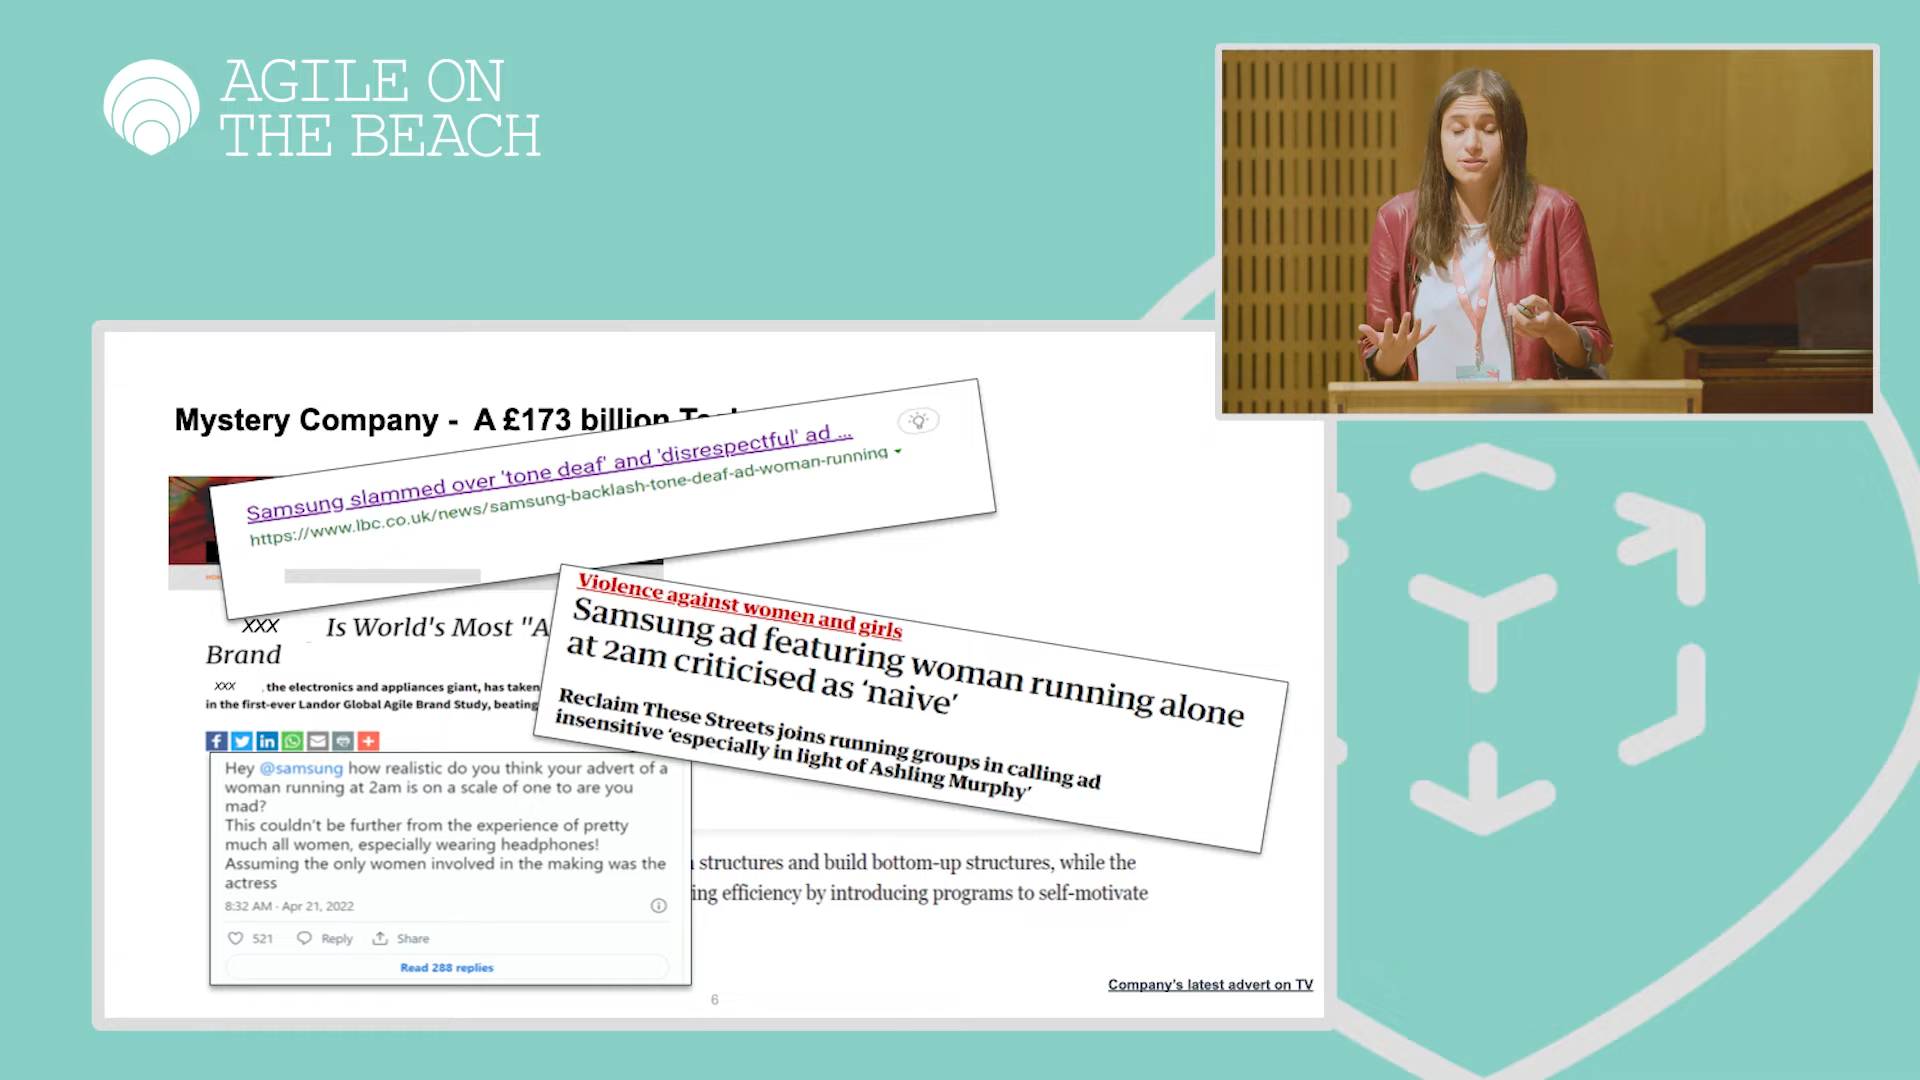 AGILE ON
THE BEACH
Mystery Company - A £173 billion
Samsung slammed over 'tone deaf' and 'disrespectful' ad ...
https://www.lbc.co.uk/news/samsung-backlash-tone-deaf-ad-woman-running
Violence against women and girls
Samsung ad featuring woman running alone
at 2am criticised as ‘naive’
Reclaim These Streets joins running groups in calling ad
insensitive ‘especially in light of Ashling Murphy’
XXX Is World's Most "A
Brand
XXX , the electronics and appliances giant, has taken
in the first-ever Landor Global Agile Brand Study, beating
Hey @samsung how realistic do you think your advert of a
woman running at 2am is on a scale of one to are you
mad?
This couldn't be further from the experience of pretty
much all women, especially wearing headphones!
Assuming the only women involved in the making was the
actress
8:32 AM · Apr 21, 2022
521 Reply Share
Read 288 replies
structures and build bottom-up structures, while the
ing efficiency by introducing programs to self-motivate
Company's latest advert on TV
6